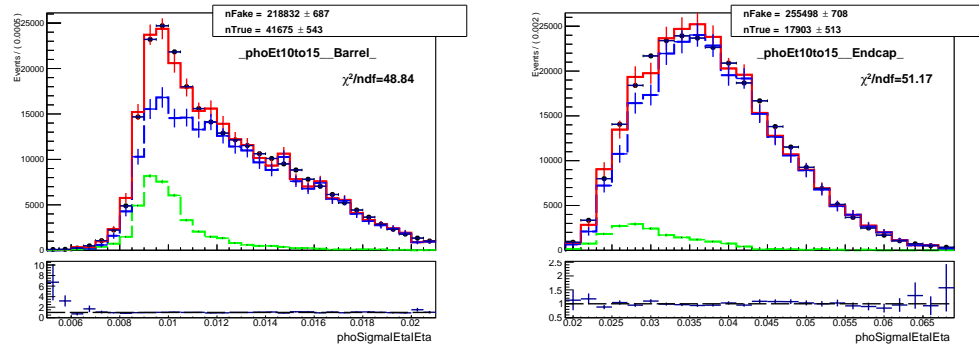 nFake = 218832 ± 687
nTrue = 41675 ± 543
_phoEt10to15__Barrel_
χ²/ndf=48.84
Events / ( 0.0005 )
25000
20000
15000
10000
5000
0
10
8
6
4
2
0
0.006 0.008 0.01 0.012 0.014 0.016 0.018 0.02
phoSigmaIEtaIEta
nFake = 255498 ± 708
nTrue = 17903 ± 513
_phoEt10to15__Endcap_
χ²/ndf=51.17
Events / ( 0.002 )
25000
20000
15000
10000
5000
0
2.5
2
1.5
1
0.5
0.02 0.025 0.03 0.035 0.04 0.045 0.05 0.055 0.06 0.065
phoSigmaIEtaIEta